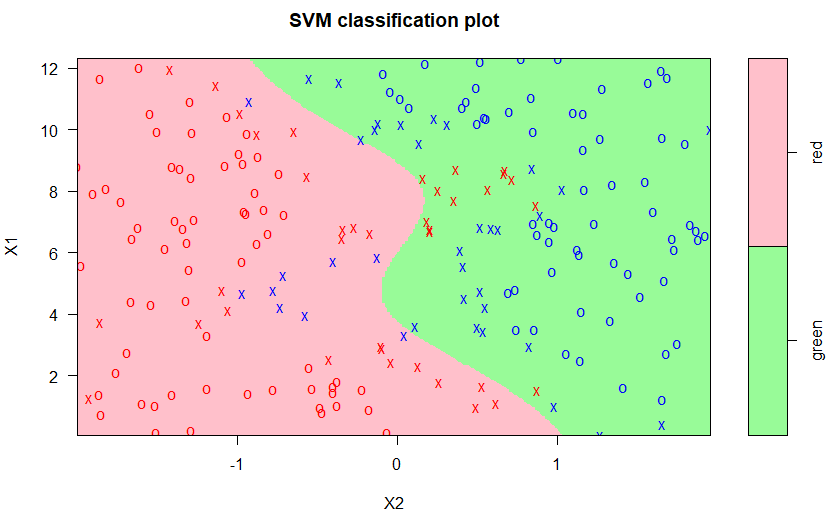 SVM classification plot
12
10
8
6
4
2
X1
-1 0 1
X2
red
green